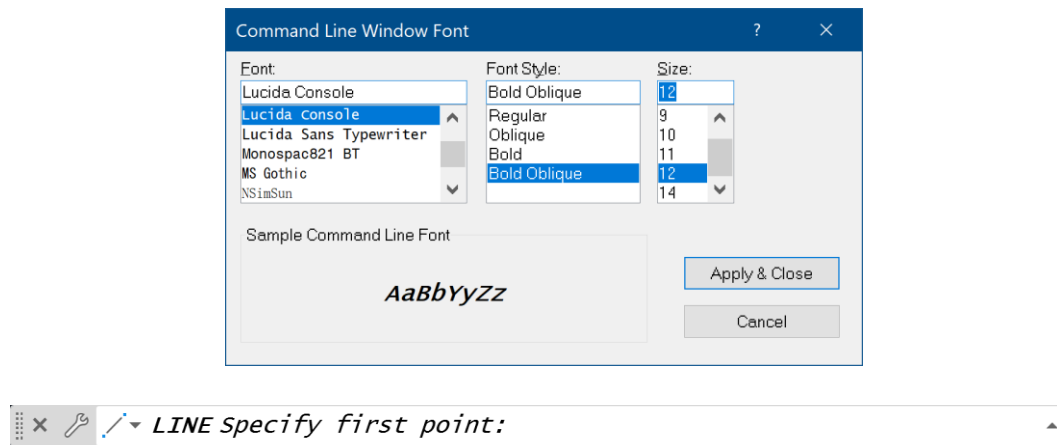 Command Line Window Font
Font:
Lucida Console
Lucida Console
Lucida Sans Typewriter
Monospac821 BT
MS Gothic
NSimSun
Font Style:
Bold Oblique
Regular
Oblique
Bold
Bold Oblique
Size:
12
9
10
11
12
14
Sample Command Line Font
AaBbYyZz
Apply & Close
Cancel
LINE Specify first point: